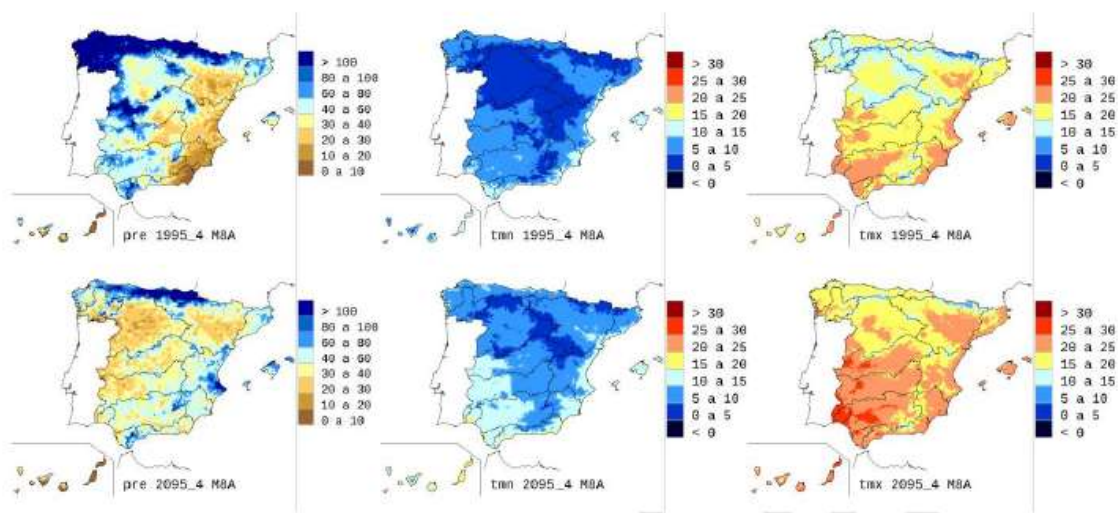 > 100
80 a 100
60 a 80
40 a 60
30 a 40
20 a 30
10 a 20
0 a 10
pre 1995_4 M8A
> 30
25 a 30
20 a 25
15 a 20
10 a 15
5 a 10
0 a 5
< 0
tmn 1995_4 M8A
> 30
25 a 30
20 a 25
15 a 20
10 a 15
5 a 10
0 a 5
< 0
tmx 1995_4 M8A
> 100
80 a 100
60 a 80
40 a 60
30 a 40
20 a 30
10 a 20
0 a 10
pre 2095_4 M8A
> 30
25 a 30
20 a 25
15 a 20
10 a 15
5 a 10
0 a 5
< 0
tmn 2095_4 M8A
> 30
25 a 30
20 a 25
15 a 20
10 a 15
5 a 10
0 a 5
< 0
tmx 2095_4 M8A